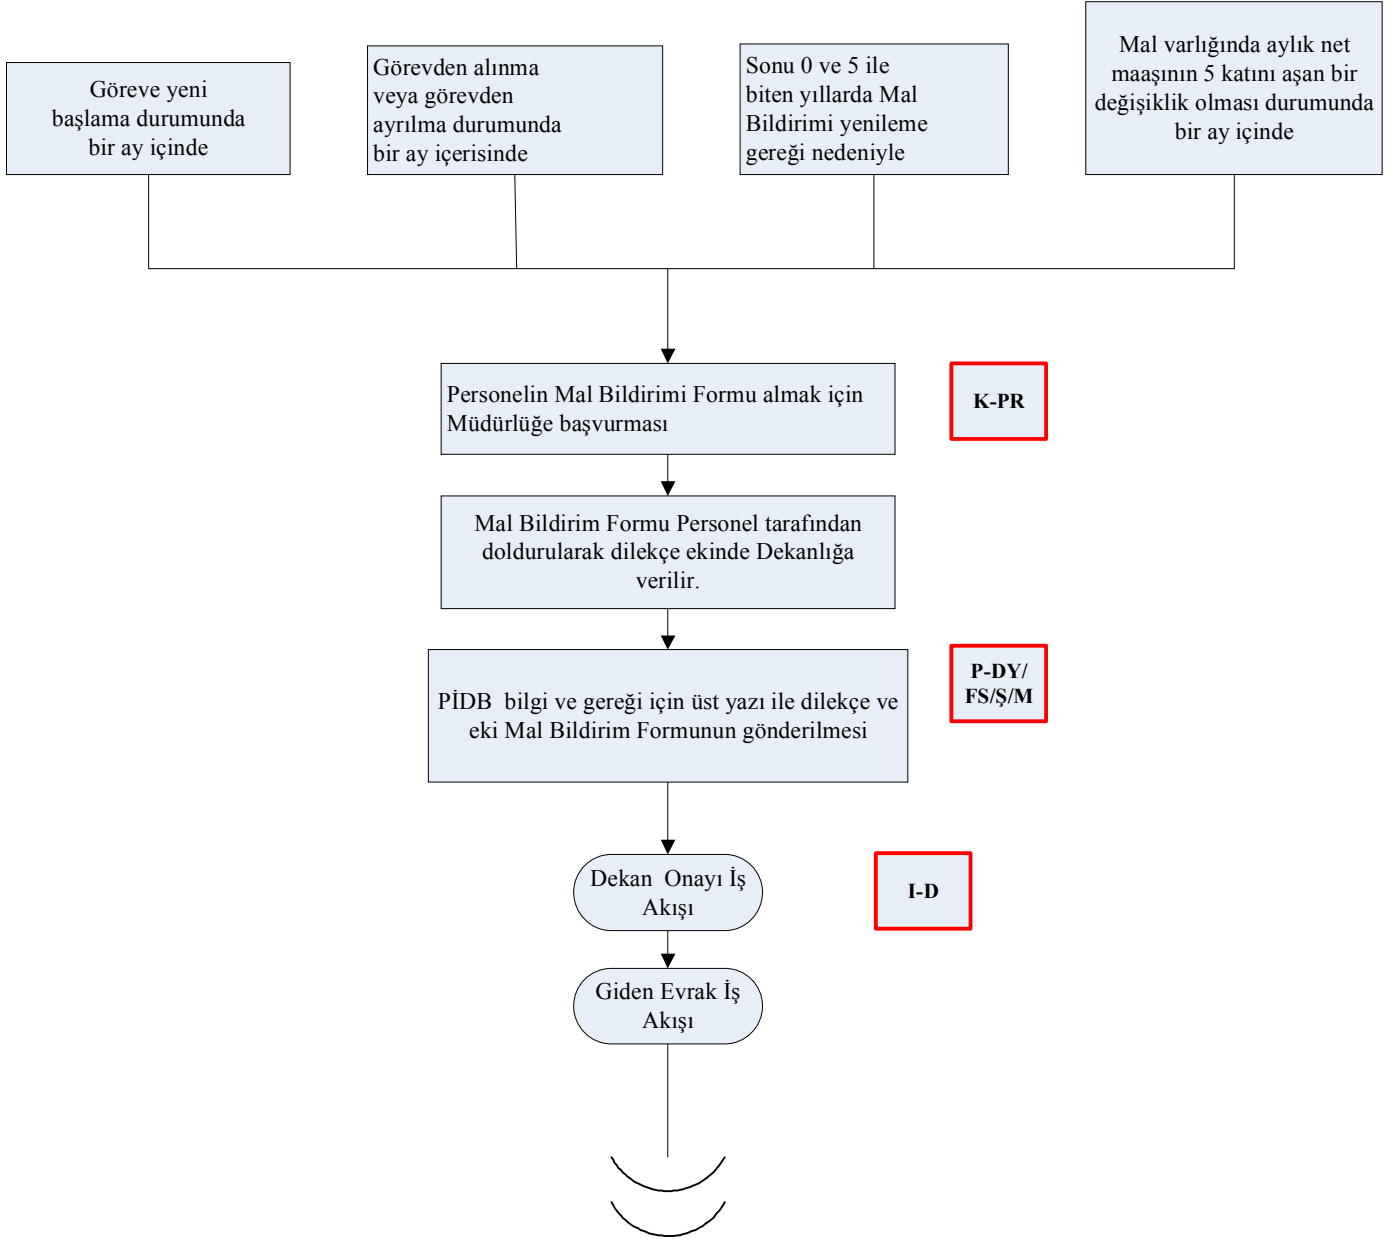 Göreve yeni
başlama durumunda
bir ay içinde
Görevden alınma
veya görevden
ayrılma durumunda
bir ay içerisinde
Sonu 0 ve 5 ile
biten yıllarda Mal
Bildirimi yenileme
gereği nedeniyle
Mal varlığında aylık net
maaşının 5 katını aşan bir
değişiklik olması durumunda
bir ay içinde
Personelin Mal Bildirimi Formu almak için
Müdürlüğe başvurması
K-PR
Mal Bildirim Formu Personel tarafından
doldurularak dilekçe ekinde Dekanlığa
verilir.
PİDB  bilgi ve gereği için üst yazı ile dilekçe ve
eki Mal Bildirim Formunun gönderilmesi
P-DY/
FS/Ş/M
Dekan  Onayı İş
Akışı
I-D
Giden Evrak İş
Akışı